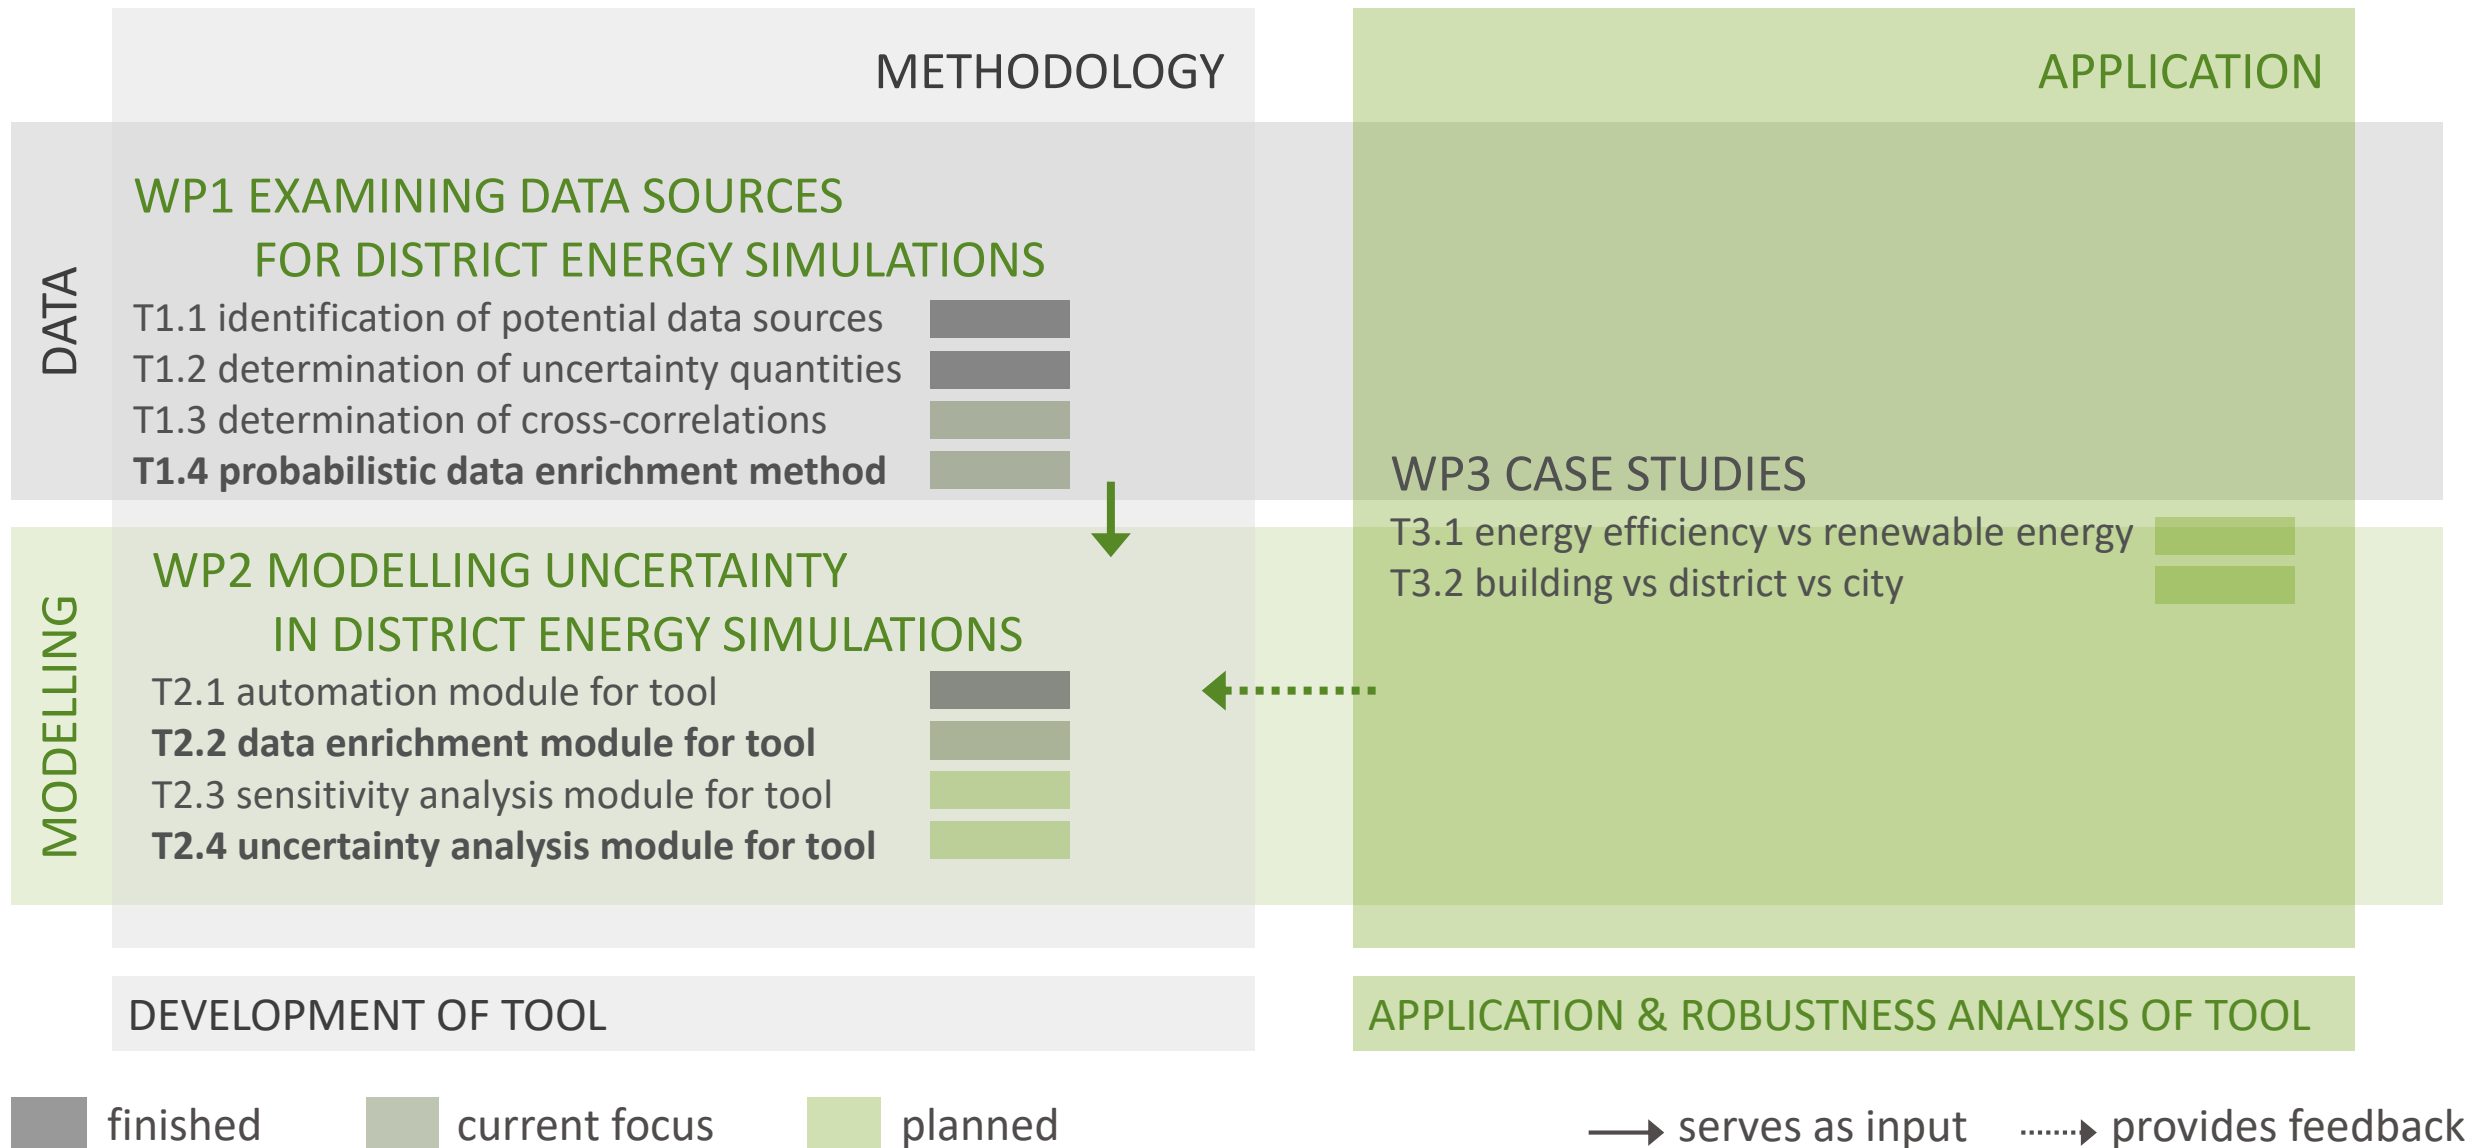 METHODOLOGY
APPLICATION
DATA
WP1 EXAMINING DATA SOURCES
FOR DISTRICT ENERGY SIMULATIONS
T1.1 identification of potential data sources
T1.2 determination of uncertainty quantities
T1.3 determination of cross-correlations
T1.4 probabilistic data enrichment method
MODELLING
WP2 MODELLING UNCERTAINTY
IN DISTRICT ENERGY SIMULATIONS
T2.1 automation module for tool
T2.2 data enrichment module for tool
T2.3 sensitivity analysis module for tool
T2.4 uncertainty analysis module for tool
WP3 CASE STUDIES
T3.1 energy efficiency vs renewable energy
T3.2 building vs district vs city
DEVELOPMENT OF TOOL
APPLICATION & ROBUSTNESS ANALYSIS OF TOOL
finished
current focus
planned
serves as input
provides feedback